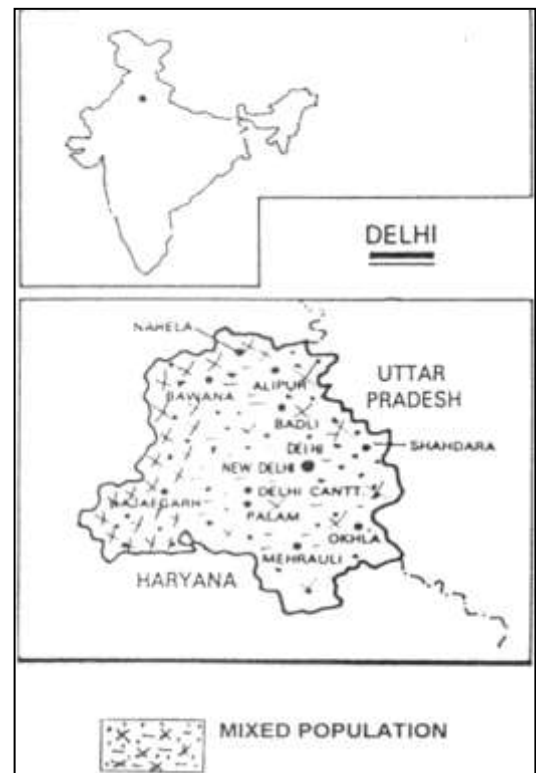 DELHI
NAHELA
UTTAR
PRADESH
BAWANA
ALIPUR
BADLI
DELHI
SHAHDARA
NEW DELHI
DELHI CANTT.
NAJAFGARH
PALAM
OKHLA
MEHRAULI
HARYANA
MIXED POPULATION